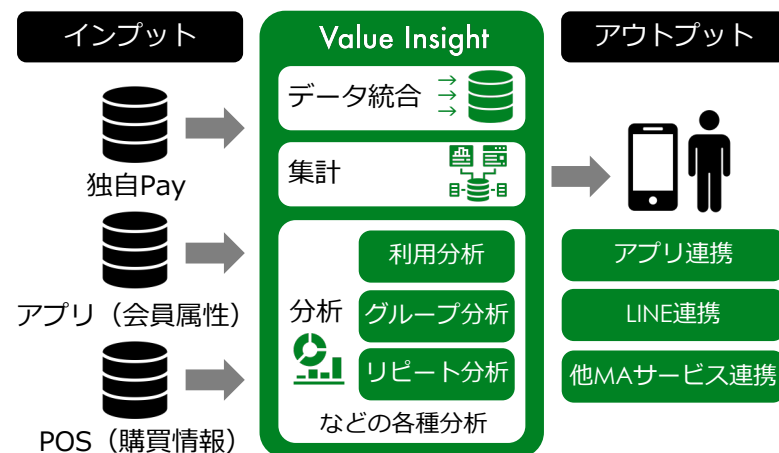 インプット
独自Pay
アプリ（会員属性）
POS（購買情報）
Value Insight
データ統合
集計
分析
利用分析
グループ分析
リピート分析
などの各種分析
アウトプット
アプリ連携
LINE連携
他MAサービス連携